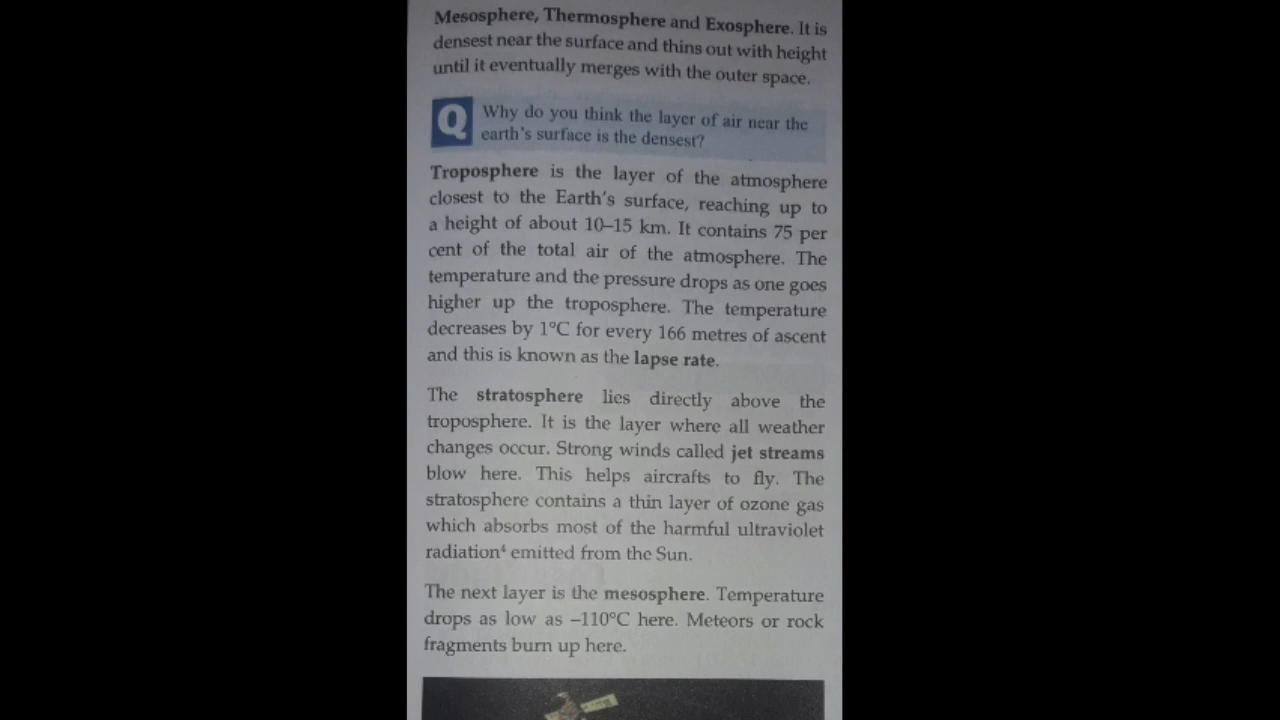 Mesosphere, Thermosphere and Exosphere. It is
densest near the surface and thins out with height
until it eventually merges with the outer space.
Q Why do you think the layer of air near the
earth's surface is the densest?
Troposphere is the layer of the atmosphere
closest to the Earth's surface, reaching up to
a height of about 10–15 km. It contains 75 per
cent of the total air of the atmosphere. The
temperature and the pressure drops as one goes
higher up the troposphere. The temperature
decreases by 1°C for every 166 metres of ascent
and this is known as the lapse rate.
The stratosphere lies directly above the
troposphere. It is the layer where all weather
changes occur. Strong winds called jet streams
blow here. This helps aircrafts to fly. The
stratosphere contains a thin layer of ozone gas
which absorbs most of the harmful ultraviolet
radiation⁴ emitted from the Sun.
The next layer is the mesosphere. Temperature
drops as low as –110°C here. Meteors or rock
fragments burn up here.